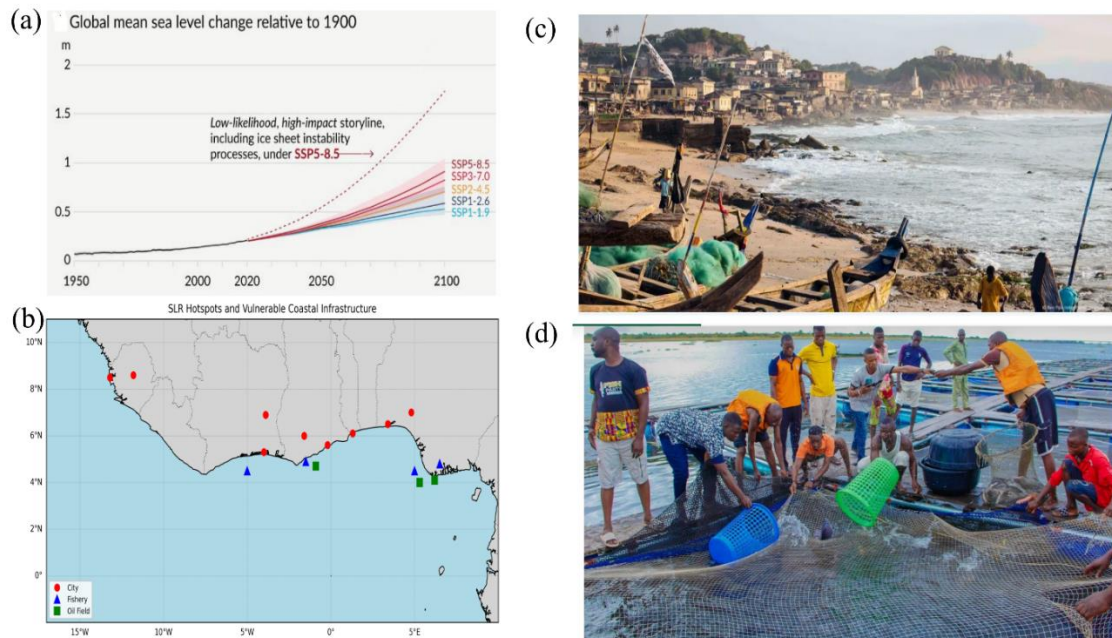 (a)
Global mean sea level change relative to 1900
m
2
1.5
1
0.5
0
Low-likelihood, high-impact storyline,
including ice sheet instability
processes, under SSP5-8.5
SSP5-8.5
SSP3-7.0
SSP2-4.5
SSP1-2.6
SSP1-1.9
1950
2000
2020
2050
2100
(b)
SLR Hotspots and Vulnerable Coastal Infrastructure
10°N
8°N
6°N
4°N
2°N
0°
City
Fishery
Oil Field
15°W
10°W
5°W
0°
5°E
(c)
(d)